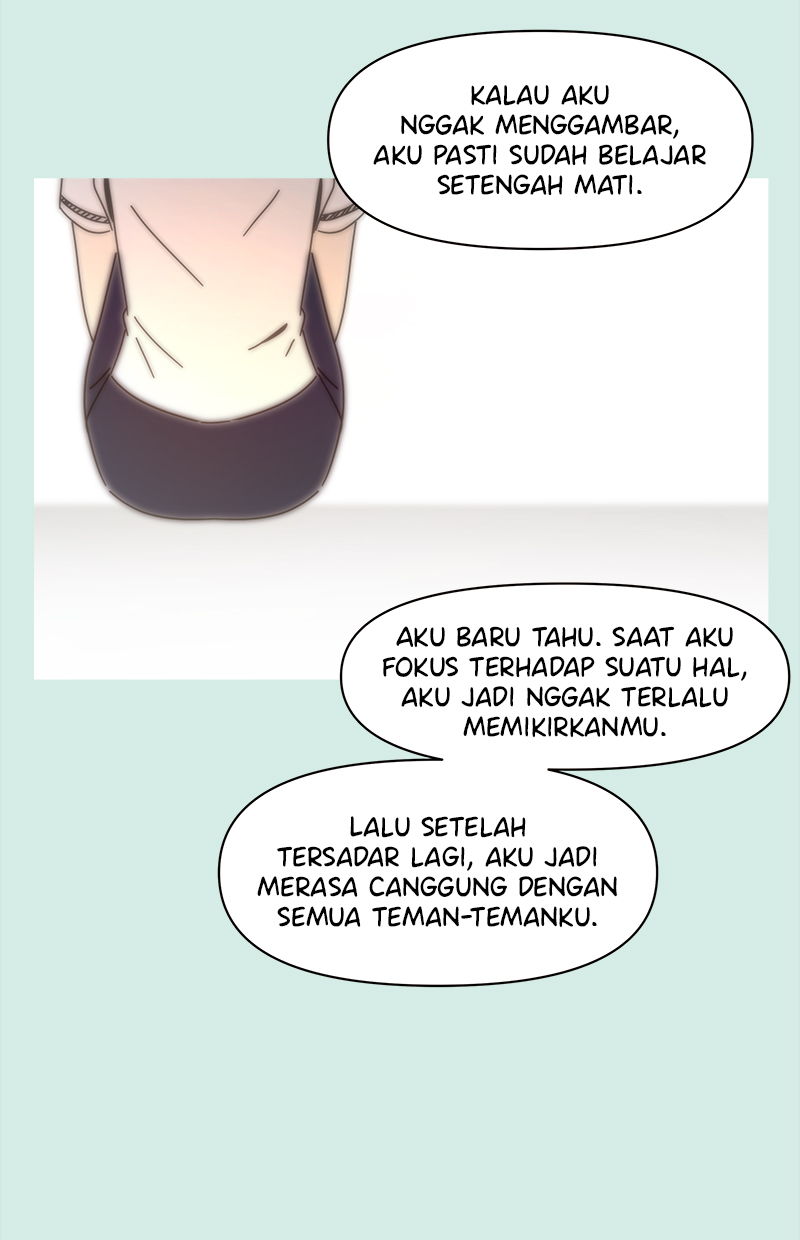 KALAU AKU
NGGAK MENGGAMBAR,
AKU PASTI SUDAH BELAJAR
SETENGAH MATI.
AKU BARU TAHU. SAAT AKU
FOKUS TERHADAP SUATU HAL,
AKU JADI NGGAK TERLALU
MEMIKIRKANMU.
LALU SETELAH
TERSADAR LAGI, AKU JADI
MERASA CANGGUNG DENGAN
SEMUA TEMAN-TEMANKU.